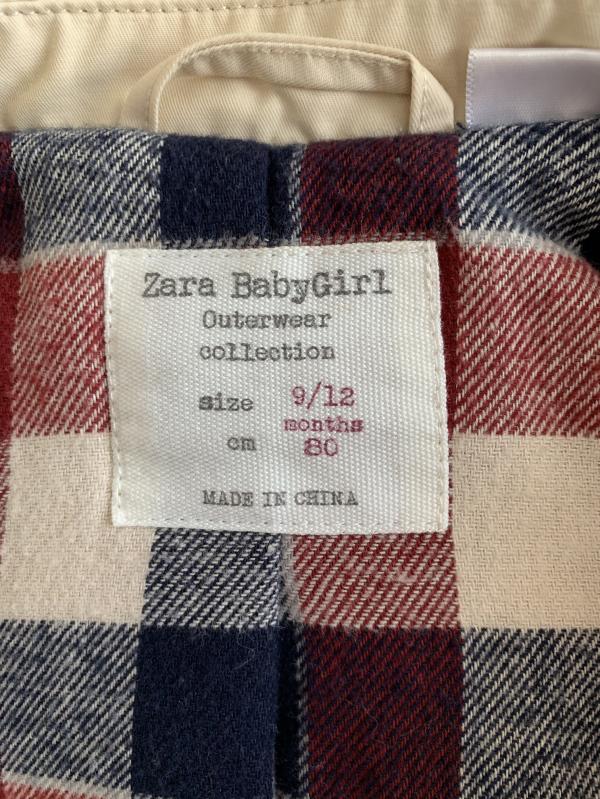 Zara BabyGirl
Outerwear
collection
size 9/12
months
cm 80
MADE IN CHINA